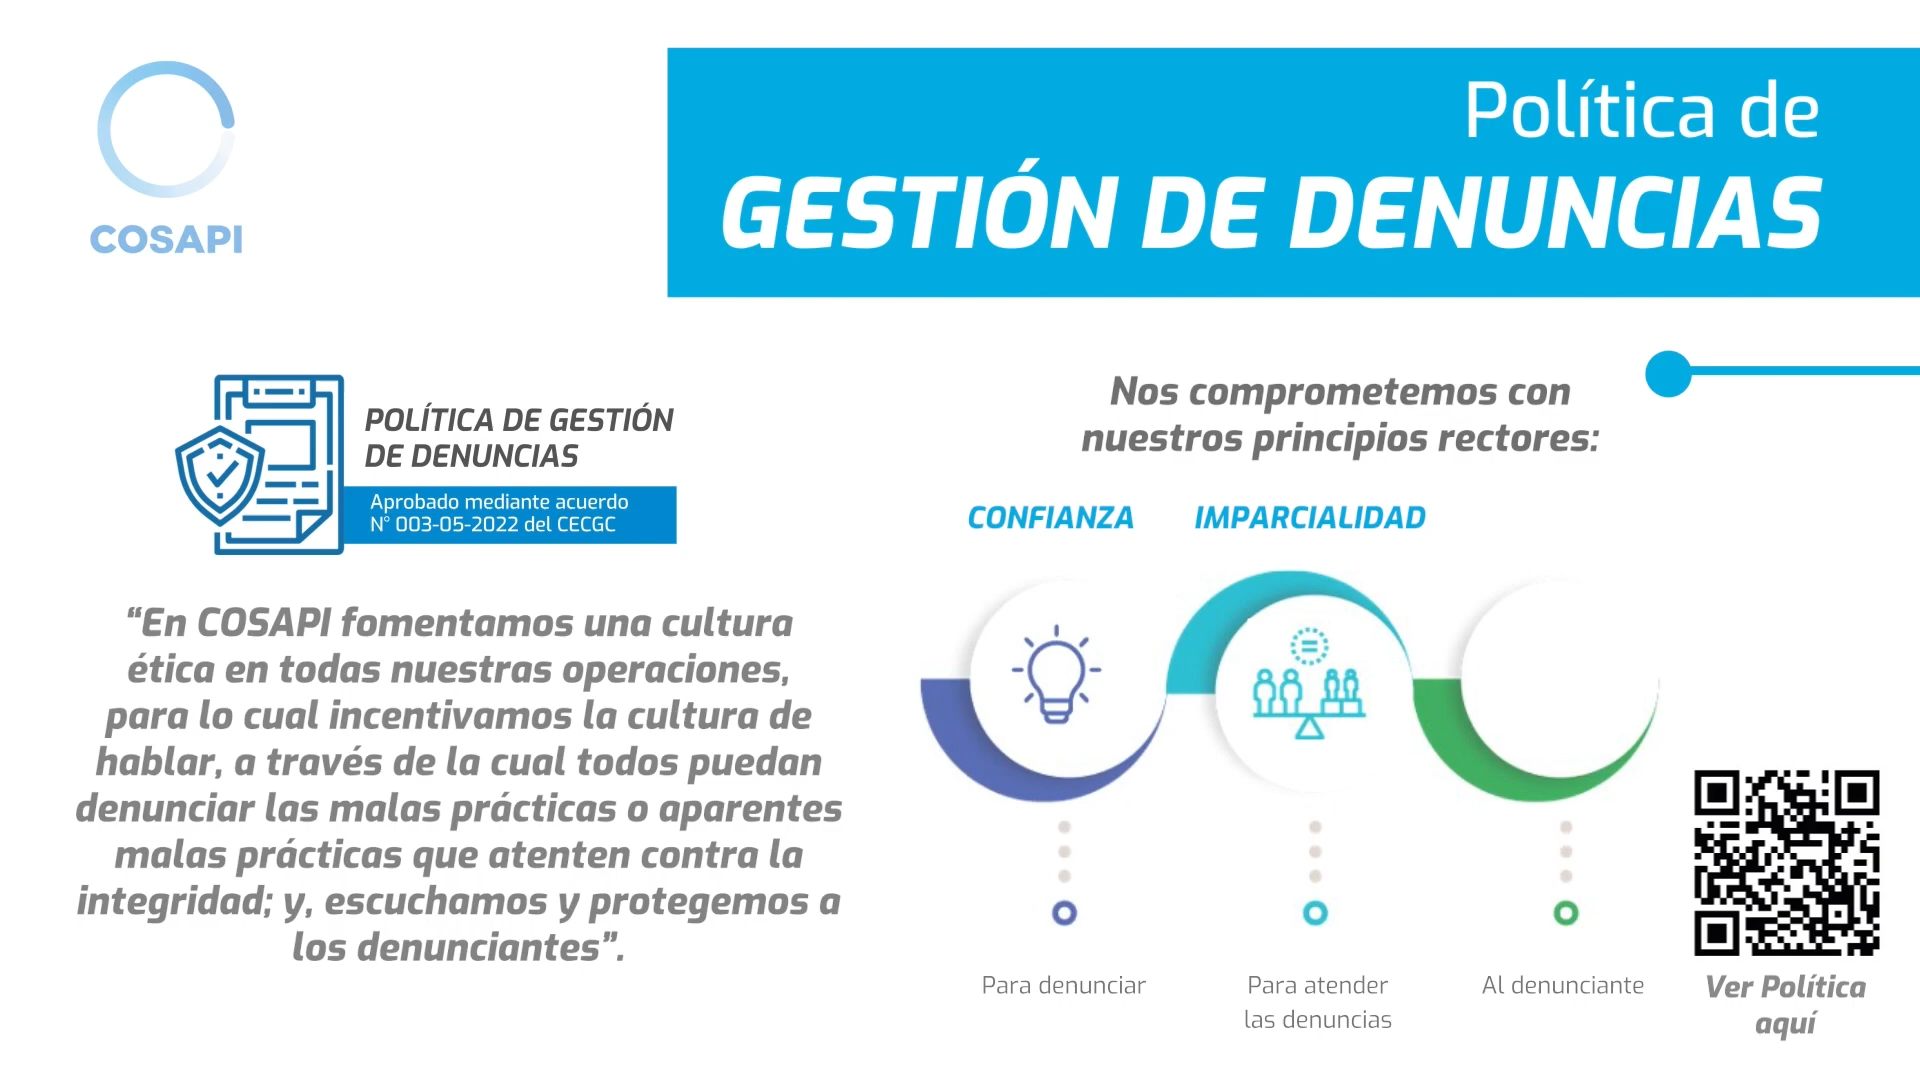 COSAPI
Política de
GESTIÓN DE DENUNCIAS
POLÍTICA DE GESTIÓN
DE DENUNCIAS
Aprobado mediante acuerdo
N° 003-05-2022 del CECGC
“En COSAPI fomentamos una cultura
ética en todas nuestras operaciones,
para lo cual incentivamos la cultura de
hablar, a través de la cual todos puedan
denunciar las malas prácticas o aparentes
malas prácticas que atenten contra la
integridad; y, escuchamos y protegemos a
los denunciantes”.
Nos comprometemos con
nuestros principios rectores:
CONFIANZA
IMPARCIALIDAD
Para denunciar
Para atender
las denuncias
Al denunciante
Ver Política
aquí